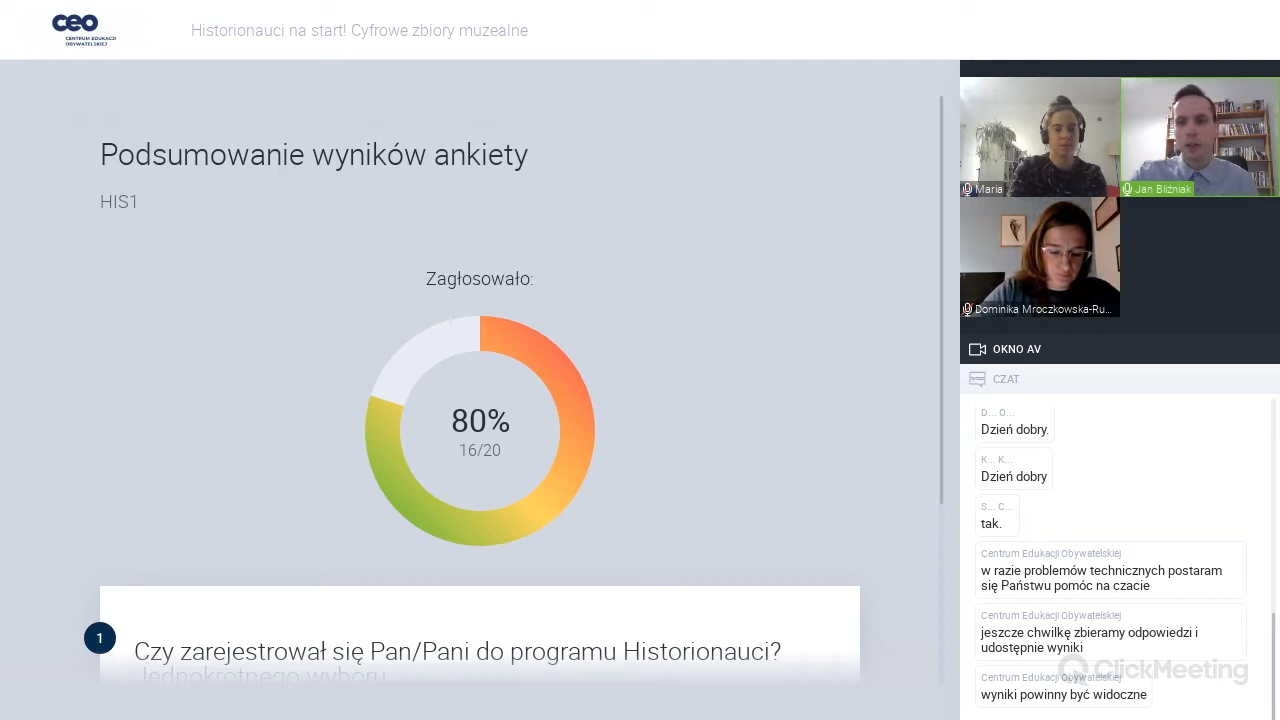 ceo
CENTRUM EDUKACJI
OBYWATELSKIEJ
Historionauci na start! Cyfrowe zbiory muzealne
Podsumowanie wyników ankiety
HIS1
Zagłosowało:
80%
16/20
1
Czy zarejestrował się Pan/Pani do programu Historionauci?
Jednokrotnego wyboru
Maria
Jan Bliźniak
Dominika Mroczkowska-Ru...
OKNO AV
CZAT
D... O...
Dzień dobry.
K... K...
Dzień dobry
S... C...
tak.
Centrum Edukacji Obywatelskiej
w razie problemów technicznych postaram
się Państwu pomóc na czacie
Centrum Edukacji Obywatelskiej
jeszcze chwilkę zbieramy odpowiedzi i
udostępnie wyniki
Centrum Edukacji Obywatelskiej
wyniki powinny być widoczne
ClickMeeting